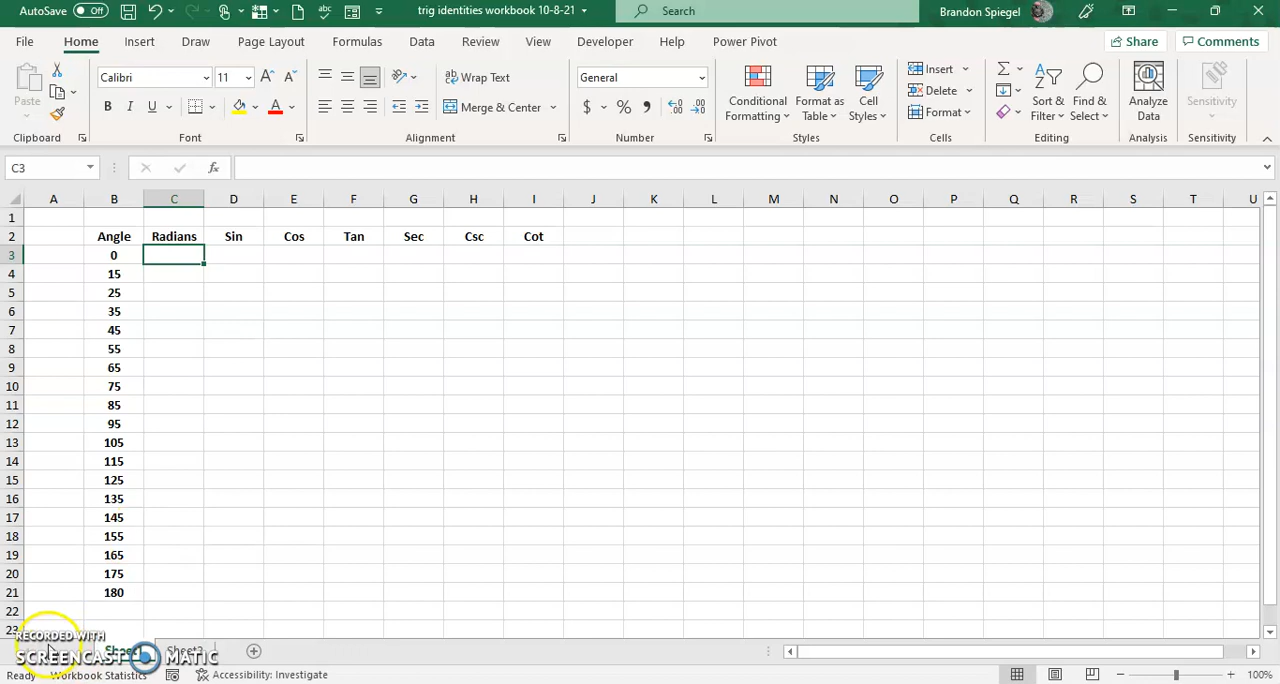 AutoSave Off trig identities workbook 10-8-21 Search Brandon Spiegel
File Home Insert Draw Page Layout Formulas Data Review View Developer Help Power Pivot Share Comments
Paste Calibri 11 Wrap Text General Conditional Formatting Format as Table Cell Styles Insert Sort & Filter Find & Select Analyze Data Sensitivity
B I U Merge & Center $ % Delete
Format
Clipboard Font Alignment Number Styles Cells Editing Analysis Sensitivity
C3 fx
A B C D E F G H I J K L M N O P Q R S T U
1
2 Angle Radians Sin Cos Tan Sec Csc Cot
3 0
4 15
5 25
6 35
7 45
8 55
9 65
10 75
11 85
12 95
13 105
14 115
15 125
16 135
17 145
18 155
19 165
20 175
21 180
22
23
RECORDED WITH
SCREENCAST MATIC
Ready Workbook Statistics Accessibility: Investigate 100%